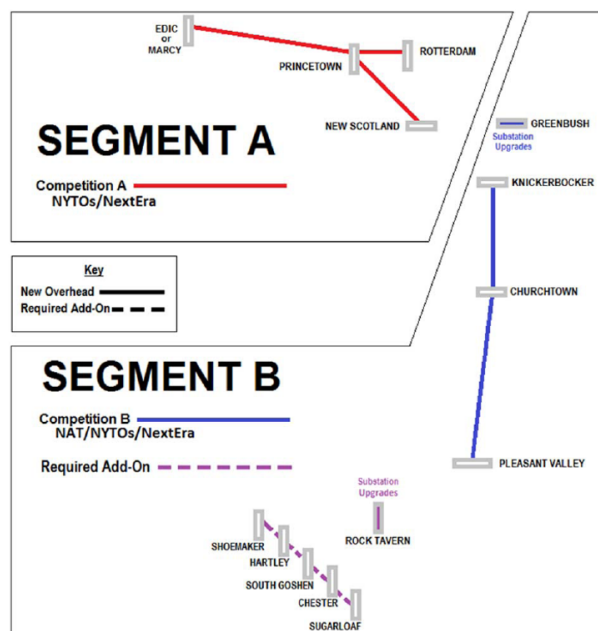 EDIC
or
MARCY
PRINCETOWN
ROTTERDAM
NEW SCOTLAND
SEGMENT A
Competition A
NYTOs/NextEra
GREENBUSH
Substation
Upgrades
KNICKERBOCKER
Key
New Overhead
Required Add-On
CHURCHTOWN
SEGMENT B
Competition B
NAT/NYTOs/NextEra
Required Add-On
PLEASANT VALLEY
Substation
Upgrades
ROCK TAVERN
SHOEMAKER
HARTLEY
SOUTH GOSHEN
CHESTER
SUGARLOAF